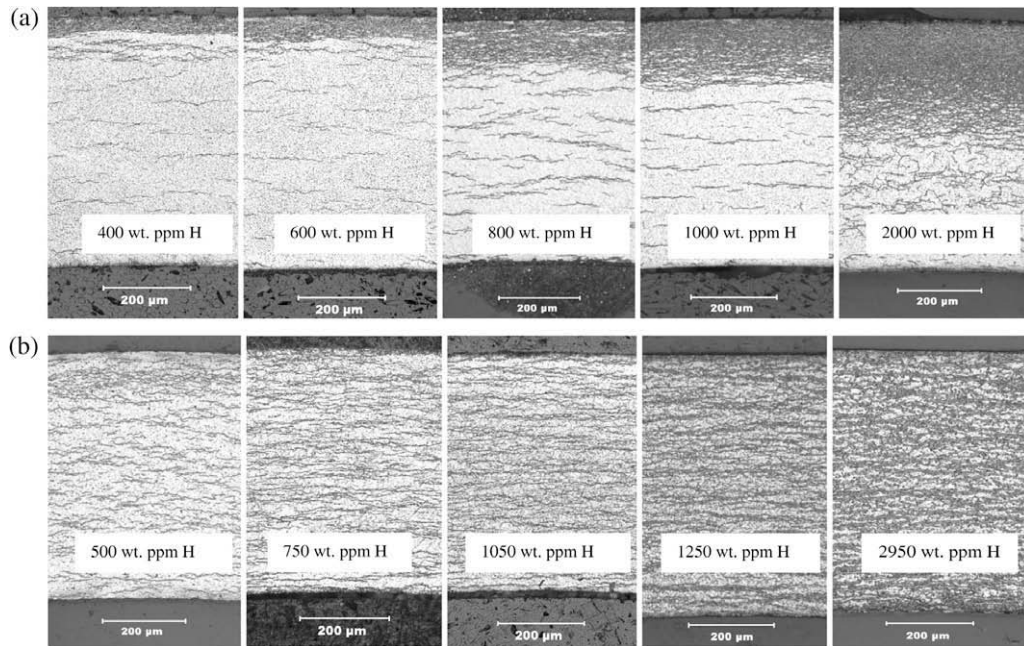 (a)
400 wt. ppm H
600 wt. ppm H
800 wt. ppm H
1000 wt. ppm H
2000 wt. ppm H
200 µm
200 µm
200 µm
200 µm
200 µm
(b)
500 wt. ppm H
750 wt. ppm H
1050 wt. ppm H
1250 wt. ppm H
2950 wt. ppm H
200 µm
200 µm
200 µm
200 µm
200 µm